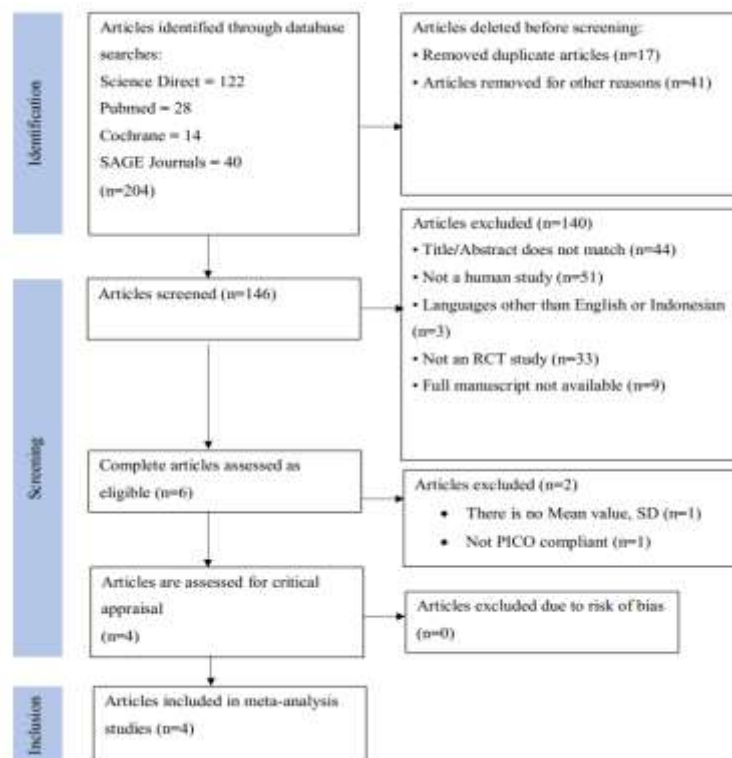 Identification
Articles identified through database
searches:
Science Direct = 122
Pubmed = 28
Cochrane = 14
SAGE Journals = 40
(n=204)
Articles deleted before screening:
• Removed duplicate articles (n=17)
• Articles removed for other reasons (n=41)
Screening
Articles screened (n=146)
Articles excluded (n=140)
• Title/Abstract does not match (n=44)
• Not a human study (n=51)
• Languages other than English or Indonesian
(n=3)
• Not an RCT study (n=33)
• Full manuscript not available (n=9)
Complete articles assessed as
eligible (n=6)
Articles excluded (n=2)
• There is no Mean value, SD (n=1)
• Not PICO compliant (n=1)
Articles are assessed for critical
appraisal
(n=4)
Articles excluded due to risk of bias
(n=0)
Inclusion
Articles included in meta-analysis
studies (n=4)